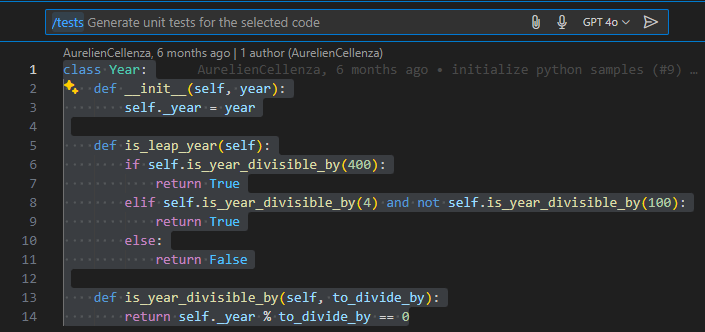 /tests Generate unit tests for the selected code GPT 4o
AurelienCellenza, 6 months ago | 1 author (AurelienCellenza)
1 class Year: AurelienCellenza, 6 months ago • initialize python samples (#9) …
2 def __init__(self, year):
3 self._year = year
4
5 def is_leap_year(self):
6 if self.is_year_divisible_by(400):
7 return True
8 elif self.is_year_divisible_by(4) and not self.is_year_divisible_by(100):
9 return True
10 else:
11 return False
12
13 def is_year_divisible_by(self, to_divide_by):
14 return self._year % to_divide_by == 0